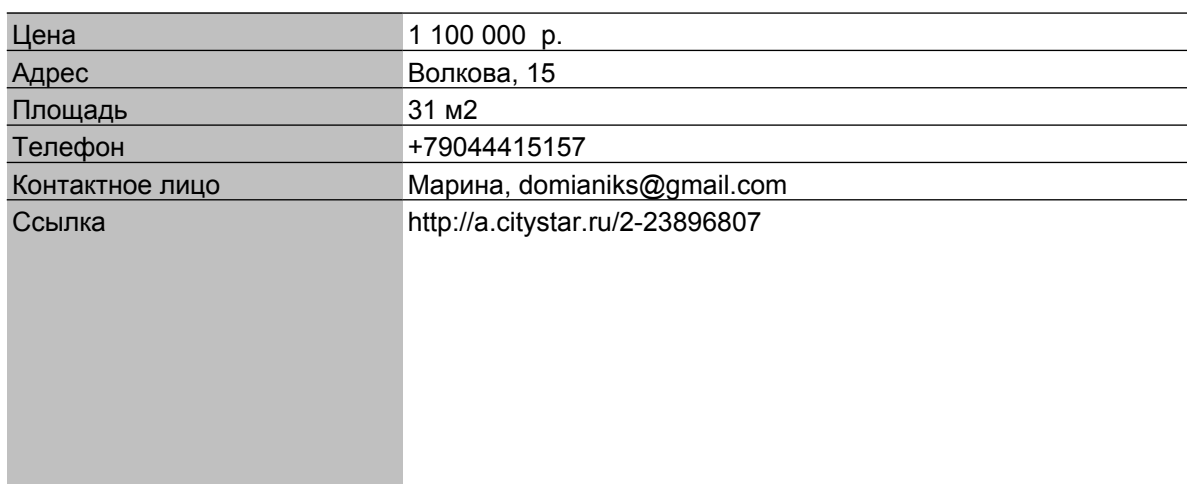 Цена 1 100 000 р.
Адрес Волкова, 15
Площадь 31 м2
Телефон +79044415157
Контактное лицо Марина, domianiks@gmail.com
Ссылка http://a.citystar.ru/2-23896807